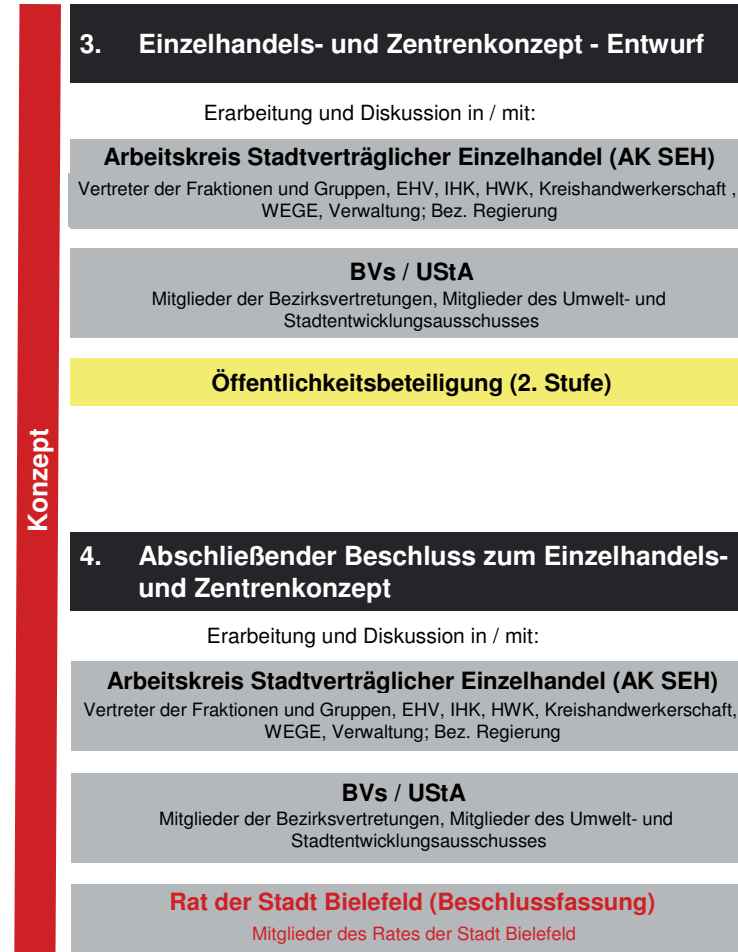 Konzept
3. Einzelhandels- und Zentrenkonzept - Entwurf
Erarbeitung und Diskussion in / mit:
Arbeitskreis Stadtverträglicher Einzelhandel (AK SEH)
Vertreter der Fraktionen und Gruppen, EHV, IHK, HWK, Kreishandwerkerschaft ,
WEGE, Verwaltung; Bez. Regierung
BVs / UStA
Mitglieder der Bezirksvertretungen, Mitglieder des Umwelt- und
Stadtentwicklungsausschusses
Öffentlichkeitsbeteiligung (2. Stufe)
4. Abschließender Beschluss zum Einzelhandels-
und Zentrenkonzept
Erarbeitung und Diskussion in / mit:
Arbeitskreis Stadtverträglicher Einzelhandel (AK SEH)
Vertreter der Fraktionen und Gruppen, EHV, IHK, HWK, Kreishandwerkerschaft,
WEGE, Verwaltung; Bez. Regierung
BVs / UStA
Mitglieder der Bezirksvertretungen, Mitglieder des Umwelt- und
Stadtentwicklungsausschusses
Rat der Stadt Bielefeld (Beschlussfassung)
Mitglieder des Rates der Stadt Bielefeld